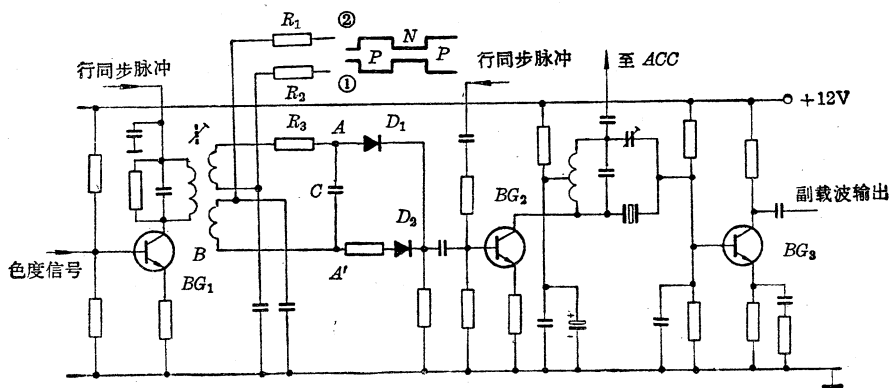 R₁ ②
N
P P
行同步脉冲
R₂ ①
行同步脉冲
至 ACC
+12V
R₃ A D₁
C
BG₂
D₂
副载波输出
B
色度信号
BG₁
A′
BG₃
+
-